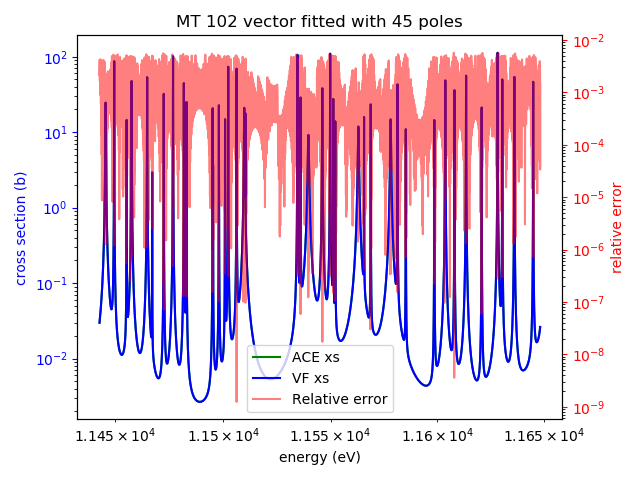 MT 102 vector fitted with 45 poles
10²
10¹
10⁰
10⁻¹
10⁻²
cross section (b)
10⁻²
10⁻³
10⁻⁴
10⁻⁵
10⁻⁶
10⁻⁷
10⁻⁸
10⁻⁹
relative error
ACE xs
VF xs
Relative error
1.145 × 10⁴ 1.15 × 10⁴ 1.155 × 10⁴ 1.16 × 10⁴ 1.165 × 10⁴
energy (eV)